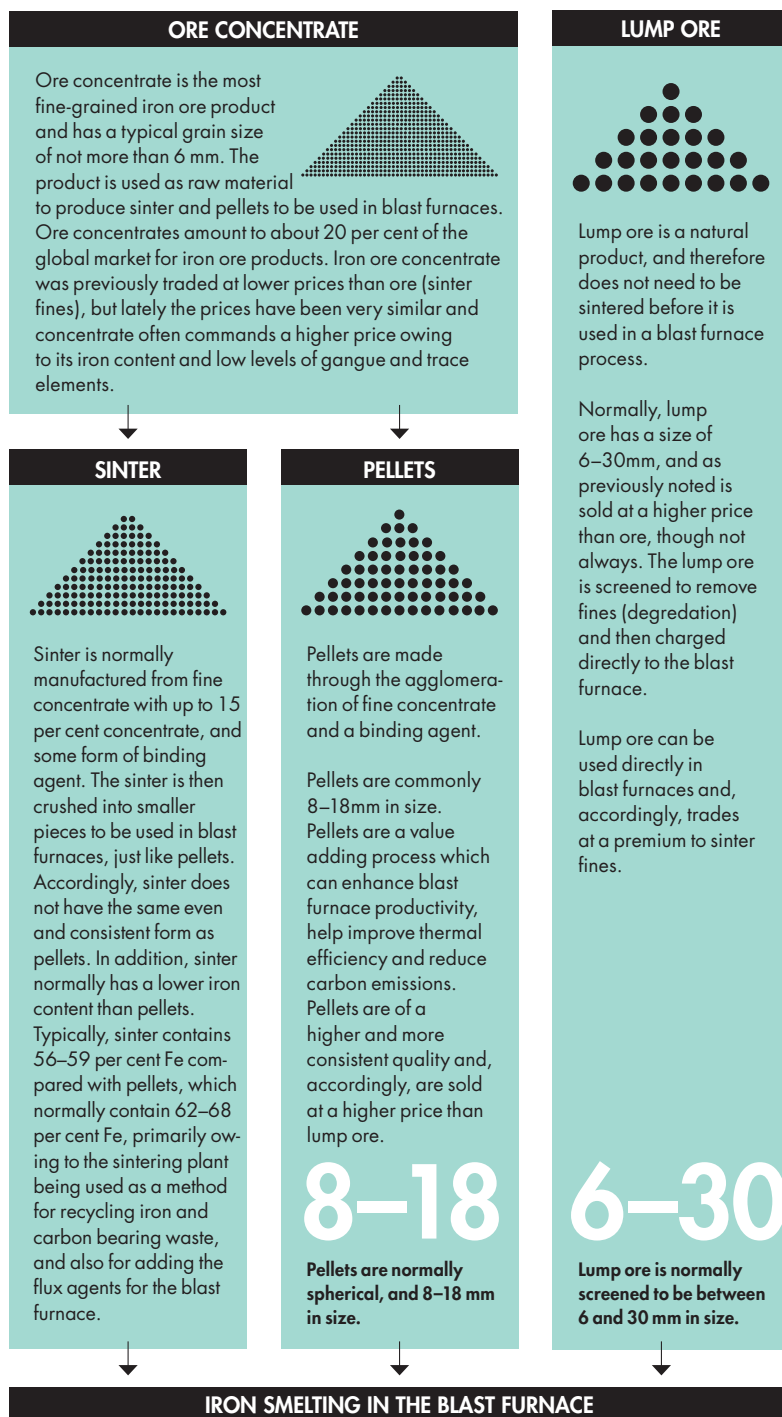 ORE CONCENTRATE
Ore concentrate is the most
fine-grained iron ore product
and has a typical grain size
of not more than 6 mm. The
product is used as raw material
to produce sinter and pellets to be used in blast furnaces.
Ore concentrates amount to about 20 per cent of the
global market for iron ore products. Iron ore concentrate
was previously traded at lower prices than ore (sinter
fines), but lately the prices have been very similar and
concentrate often commands a higher price owing
to its iron content and low levels of gangue and trace
elements.
SINTER
Sinter is normally
manufactured from fine
concentrate with up to 15
per cent concentrate, and
some form of binding
agent. The sinter is then
crushed into smaller
pieces to be used in blast
furnaces, just like pellets.
Accordingly, sinter does
not have the same even
and consistent form as
pellets. In addition, sinter
normally has a lower iron
content than pellets.
Typically, sinter contains
56–59 per cent Fe com-
pared with pellets, which
normally contain 62–68
per cent Fe, primarily ow-
ing to the sintering plant
being used as a method
for recycling iron and
carbon bearing waste,
and also for adding the
flux agents for the blast
furnace.
PELLETS
Pellets are made
through the agglomera-
tion of fine concentrate
and a binding agent.
Pellets are commonly
8–18mm in size.
Pellets are a value
adding process which
can enhance blast
furnace productivity,
help improve thermal
efficiency and reduce
carbon emissions.
Pellets are of a
higher and more
consistent quality and,
accordingly, are sold
at a higher price than
lump ore.
8–18
Pellets are normally
spherical, and 8–18 mm
in size.
LUMP ORE
Lump ore is a natural
product, and therefore
does not need to be
sintered before it is
used in a blast furnace
process.
Normally, lump
ore has a size of
6–30mm, and as
previously noted is
sold at a higher price
than ore, though not
always. The lump ore
is screened to remove
fines (degredation)
and then charged
directly to the blast
furnace.
Lump ore can be
used directly in
blast furnaces and,
accordingly, trades
at a premium to sinter
fines.
6–30
Lump ore is normally
screened to be between
6 and 30 mm in size.
IRON SMELTING IN THE BLAST FURNACE